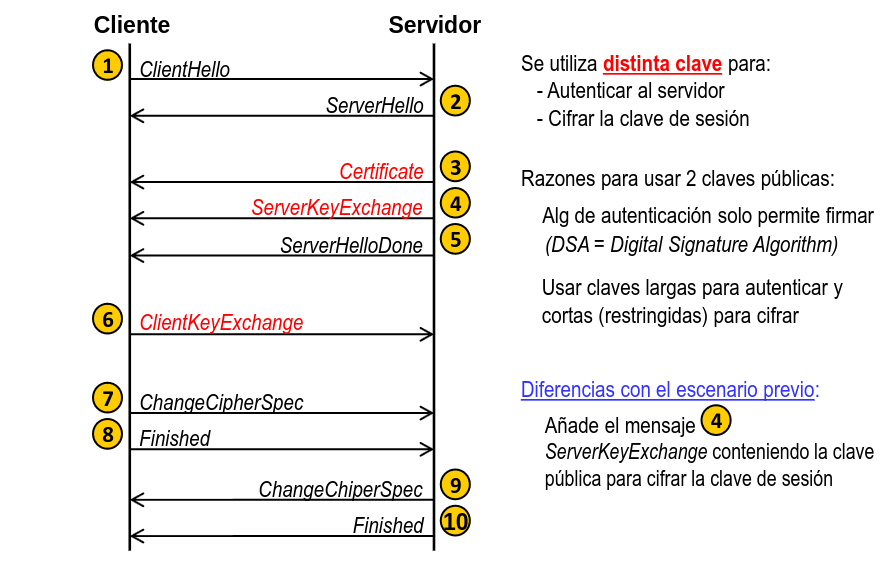 Cliente
Servidor
1
ClientHello
ServerHello
2
Certificate
3
ServerKeyExchange
4
ServerHelloDone
5
6
ClientKeyExchange
7
ChangeCipherSpec
8
Finished
ChangeChiperSpec
9
Finished
10
Se utiliza distinta clave para:
- Autenticar al servidor
- Cifrar la clave de sesión
Razones para usar 2 claves públicas:
Alg de autenticación solo permite firmar
(DSA = Digital Signature Algorithm)
Usar claves largas para autenticar y
cortas (restringidas) para cifrar
Diferencias con el escenario previo:
Añade el mensaje 4
ServerKeyExchange conteniendo la clave
pública para cifrar la clave de sesión